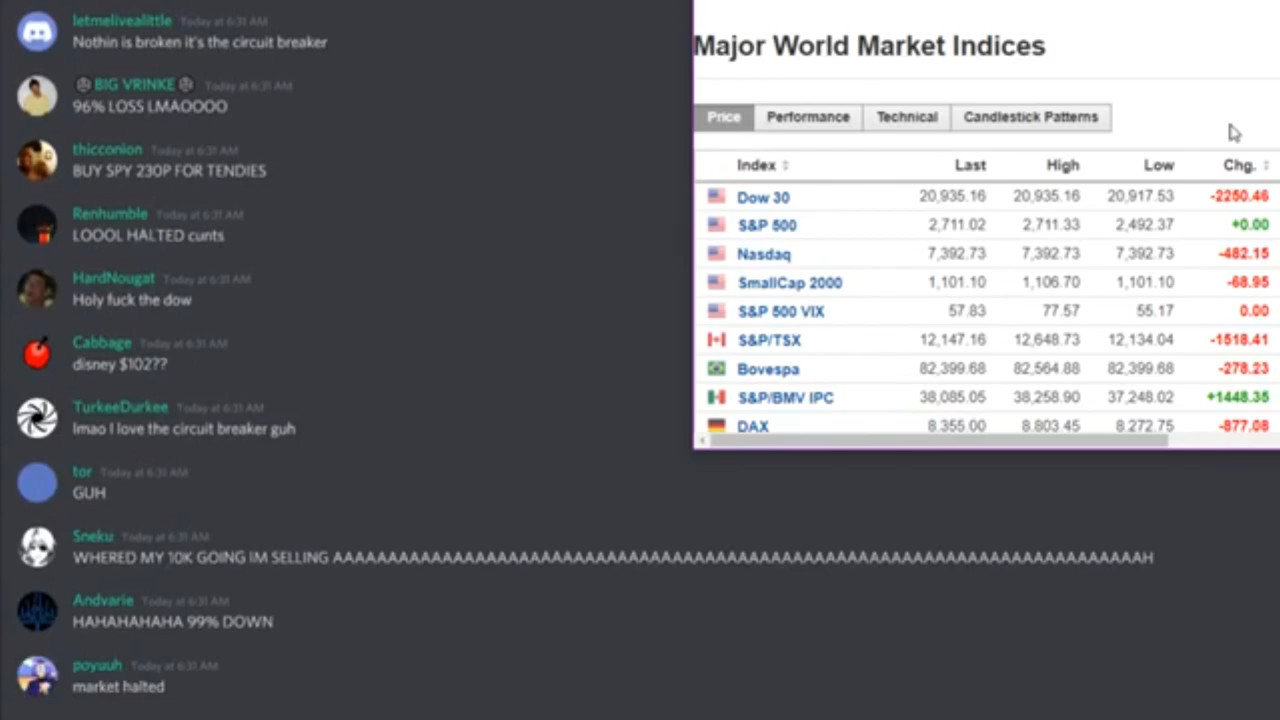 letmelivealittle Today at 6:31 AM
Nothin is broken it's the circuit breaker
BIG VRINKE Today at 6:31 AM
96% LOSS LMAOOOO
thicconion Today at 6:31 AM
BUY SPY 230P FOR TENDIES
Renhumble Today at 6:31 AM
LOOOL HALTED cunts
HardNougat Today at 6:31 AM
Holy fuck the dow
Cabbage Today at 6:31 AM
disney $102??
TurkeeDurkee Today at 6:31 AM
lmao I love the circuit breaker guh
tor Today at 6:31 AM
GUH
Sneku Today at 6:31 AM
WHERED MY 10K GOING IM SELLING AAAAAAAAAAAAAAAAAAAAAAAAAAAAAAAAAAAAAAAAAAAAAAAAAAAAAAAAAAAAAAAAAAAAAAAAAAH
Andvarie Today at 6:31 AM
HAHAHAHAHA 99% DOWN
poyuuh Today at 6:31 AM
market halted
Major World Market Indices
Price Performance Technical Candlestick Patterns
Index Last High Low Chg.
Dow 30 20,935.16 20,935.16 20,917.53 -2250.46
S&P 500 2,711.02 2,711.33 2,492.37 +0.00
Nasdaq 7,392.73 7,392.73 7,392.73 -482.15
SmallCap 2000 1,101.10 1,106.70 1,101.10 -68.95
S&P 500 VIX 57.83 77.57 55.17 0.00
S&P/TSX 12,147.16 12,648.73 12,134.04 -1518.41
Bovespa 82,399.68 82,564.88 82,399.68 -278.23
S&P/BMV IPC 38,085.05 38,258.90 37,248.02 +1448.35
DAX 8.355.00 8.803.45 8.272.75 -877.08